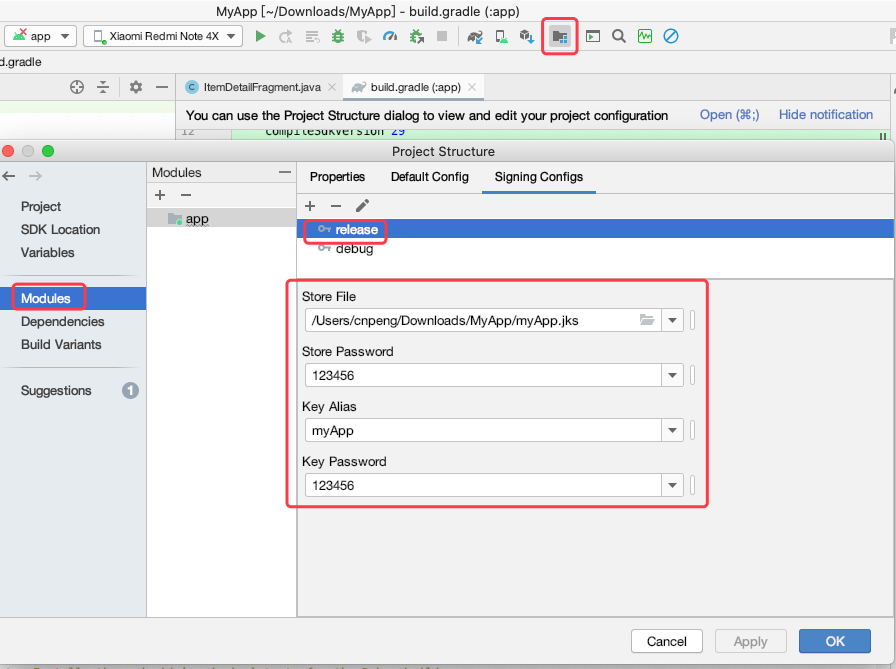 MyApp [~/Downloads/MyApp] - build.gradle (:app)
app
Xiaomi Redmi Note 4X
d.gradle
ItemDetailFragment.java
build.gradle (:app)
You can use the Project Structure dialog to view and edit your project configuration
Open (⌘;)
Hide notification
12 compileSdkVersion 29
Project Structure
Modules
Properties
Default Config
Signing Configs
Project
SDK Location
Variables
Modules
Dependencies
Build Variants
Suggestions 1
app
release
debug
Store File
/Users/cnpeng/Downloads/MyApp/myApp.jks
Store Password
123456
Key Alias
myApp
Key Password
123456
Cancel
Apply
OK